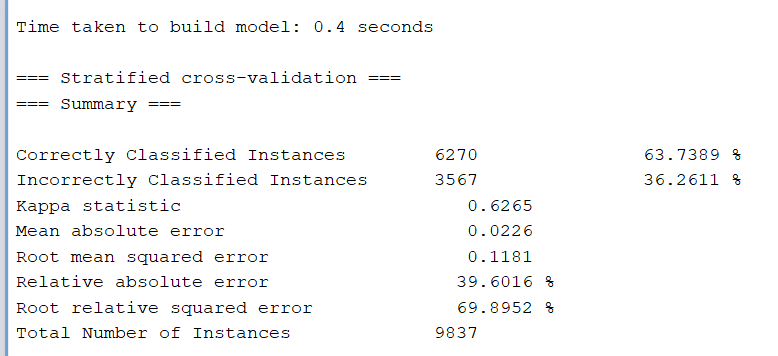 Time taken to build model: 0.4 seconds
=== Stratified cross-validation ===
=== Summary ===
Correctly Classified Instances 6270 63.7389 %
Incorrectly Classified Instances 3567 36.2611 %
Kappa statistic 0.6265
Mean absolute error 0.0226
Root mean squared error 0.1181
Relative absolute error 39.6016 %
Root relative squared error 69.8952 %
Total Number of Instances 9837